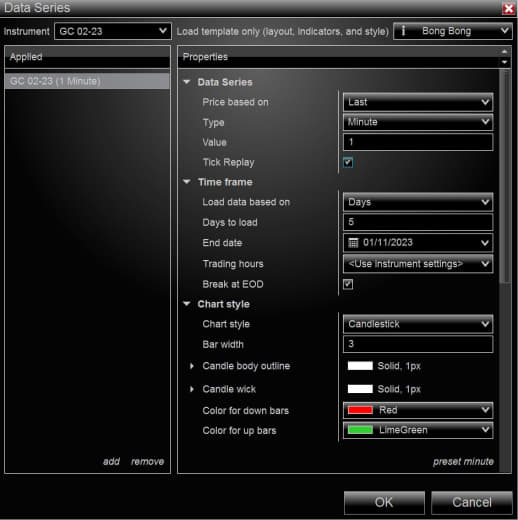 Data Series
Instrument GC 02-23 Load template only (layout, Indicators, and style) i Bong Bong
Applied
GC 02-23 (1 Minute)
add remove
Properties
Data Series
Price based on Last
Type Minute
Value 1
Tick Replay
Time frame
Load data based on Days
Days to load 5
End date 01/11/2023
Trading hours <Use instrument settings>
Break at EOD
Chart style
Chart style Candlestick
Bar width 3
Candle body outline Solid, 1px
Candle wick Solid, 1px
Color for down bars Red
Color for up bars LimeGreen
preset minute
OK Cancel